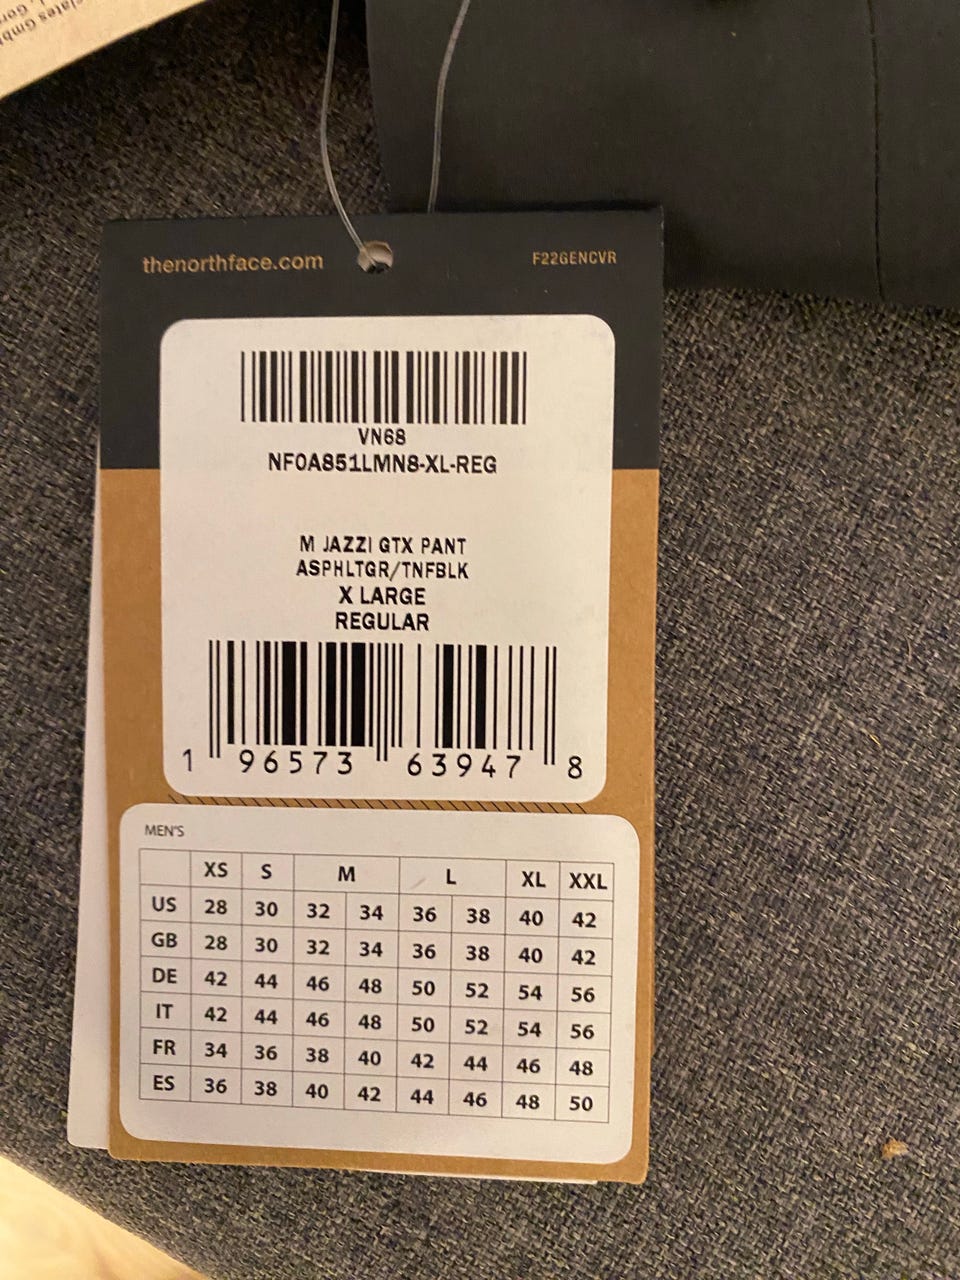 elates Gmb
thenorthface.com
F22GENCVR
VN68
NF0A851LMN8-XL-REG
M JAZZI GTX PANT
ASPHLTGR/TNFBLK
X LARGE
REGULAR
1 96573 63947 8
MEN'S
XS S M L XL XXL
US 28 30 32 34 36 38 40 42
GB 28 30 32 34 36 38 40 42
DE 42 44 46 48 50 52 54 56
IT 42 44 46 48 50 52 54 56
FR 34 36 38 40 42 44 46 48
ES 36 38 40 42 44 46 48 50